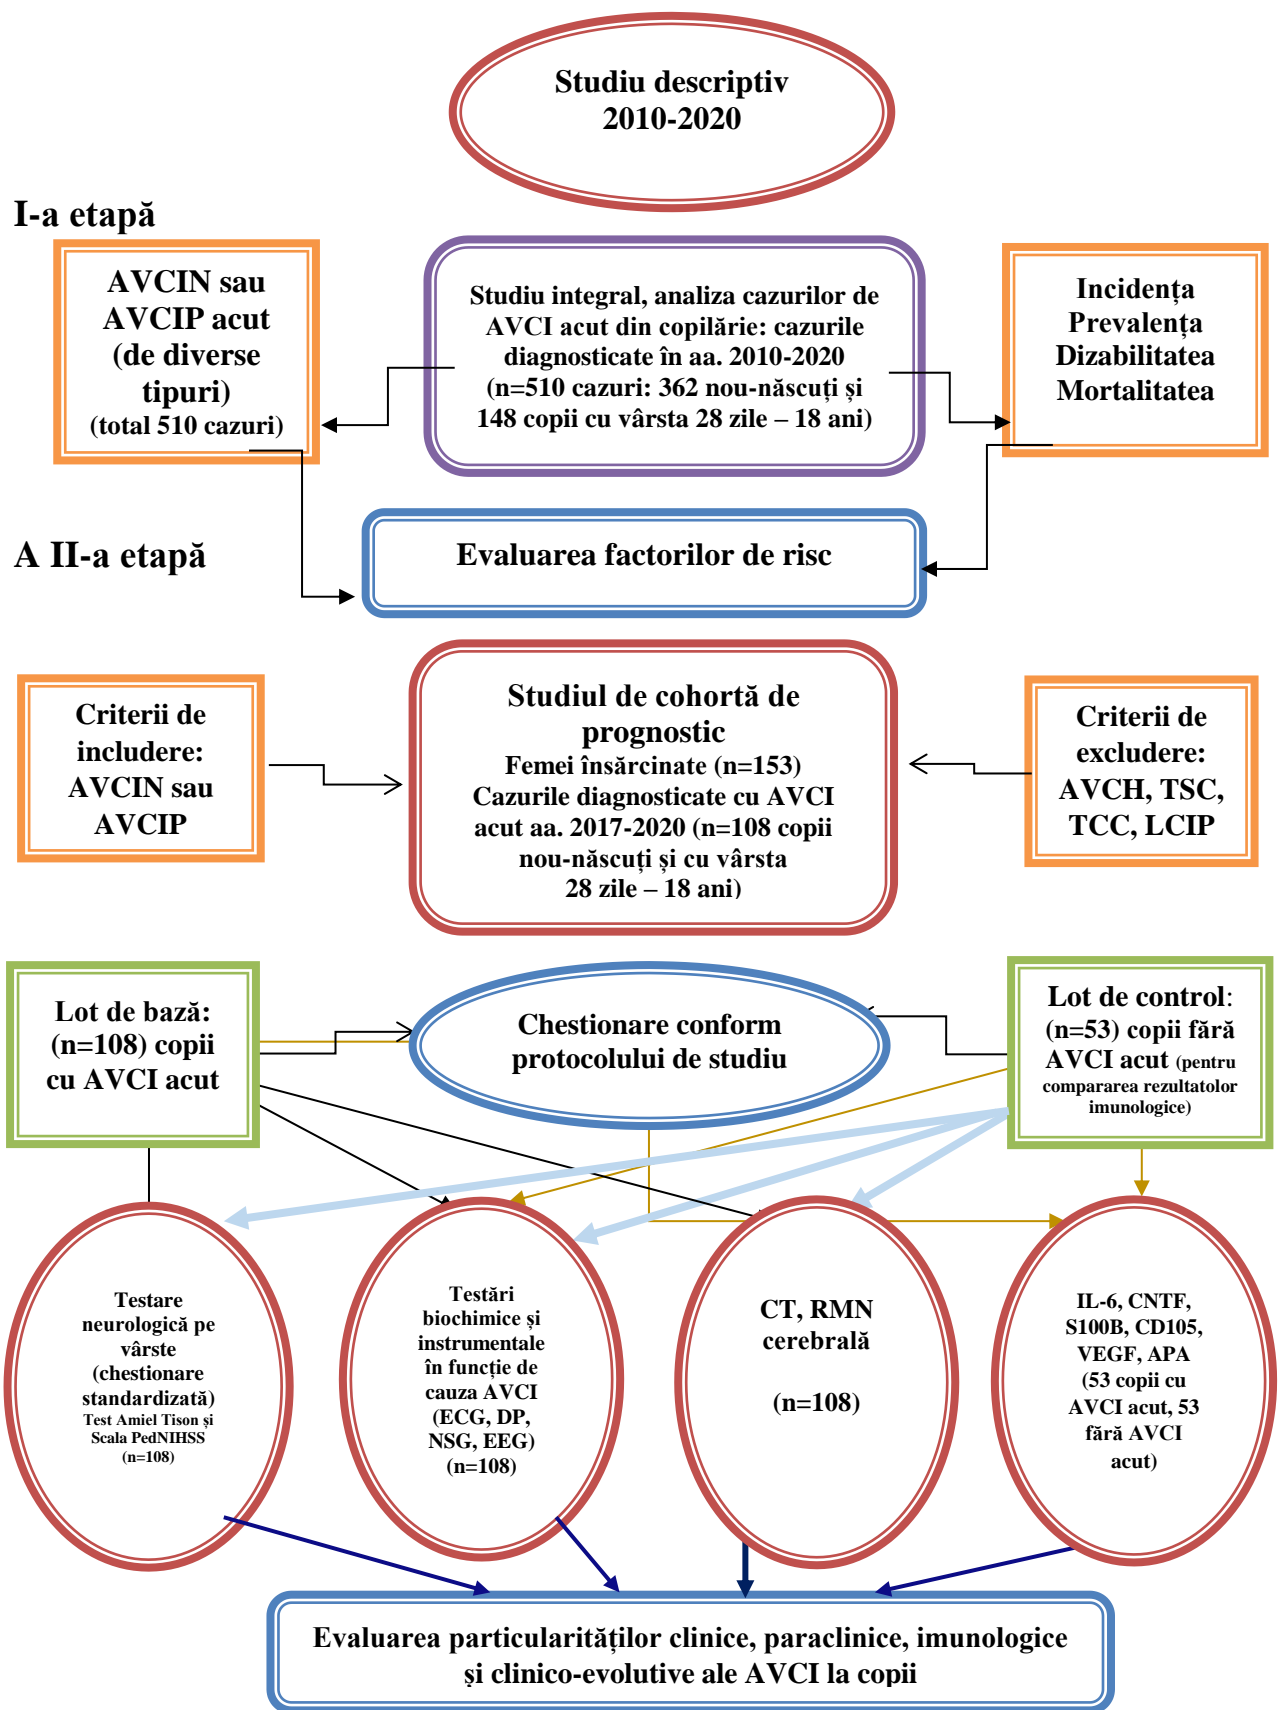 Studiu descriptiv
2010-2020
I-a etapă
AVCIN sau
AVCIP acut
(de diverse
tipuri)
(total 510 cazuri)
Studiu integral, analiza cazurilor de
AVCI acut din copilărie: cazurile
diagnosticate în aa. 2010-2020
(n=510 cazuri: 362 nou-născuți și
148 copii cu vârsta 28 zile – 18 ani)
Incidența
Prevalența
Dizabilitatea
Mortalitatea
A II-a etapă
Evaluarea factorilor de risc
Criterii de
includere:
AVCIN sau
AVCIP
Studiul de cohortă de
prognostic
Femei însărcinate (n=153)
Cazurile diagnosticate cu AVCI
acut aa. 2017-2020 (n=108 copii
nou-născuți și cu vârsta
28 zile – 18 ani)
Criterii de
excludere:
AVCH, TSC,
TCC, LCIP
Lot de bază:
(n=108) copii
cu AVCI acut
Chestionare conform
protocolului de studiu
Lot de control:
(n=53) copii fără
AVCI acut (pentru
compararea rezultatolor
imunologice)
Testare
neurologică pe
vârste
(chestionare
standardizată)
Test Amiel Tison și
Scala PedNIHSS
(n=108)
Testări
biochimice și
instrumentale
în funcție de
cauza AVCI
(ECG, DP,
NSG, EEG)
(n=108)
CT, RMN
cerebrală
(n=108)
IL-6, CNTF,
S100B, CD105,
VEGF, APA
(53 copii cu
AVCI acut, 53
fără AVCI
acut)
Evaluarea particularităților clinice, paraclinice, imunologice
și clinico-evolutive ale AVCI la copii